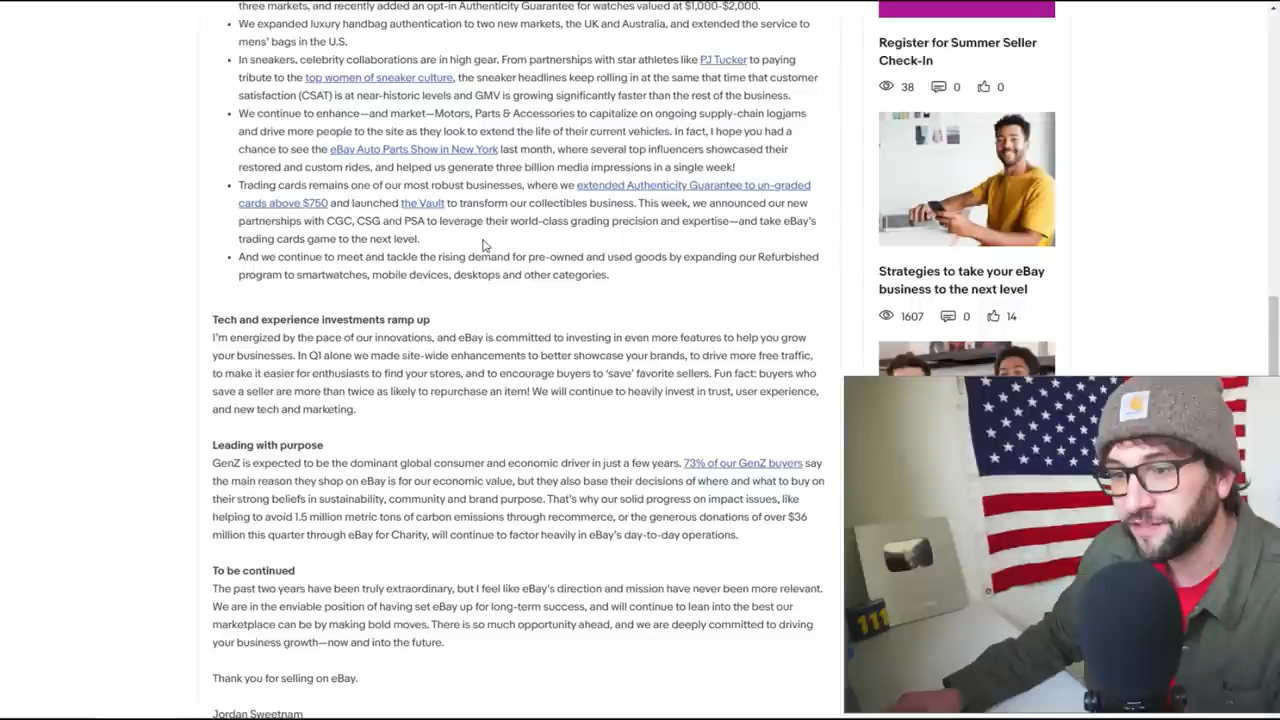 three markets, and recently added an opt-in Authenticity Guarantee for watches valued at $1,000-$2,000.
• We expanded luxury handbag authentication to two new markets, the UK and Australia, and extended the service to
mens' bags in the U.S.
• In sneakers, celebrity collaborations are in high gear. From partnerships with star athletes like PJ Tucker to paying
tribute to the top women of sneaker culture, the sneaker headlines keep rolling in at the same that time that customer
satisfaction (CSAT) is at near-historic levels and GMV is growing significantly faster than the rest of the business.
• We continue to enhance—and market—Motors, Parts & Accessories to capitalize on ongoing supply-chain logjams
and drive more people to the site as they look to extend the life of their current vehicles. In fact, I hope you had a
chance to see the eBay Auto Parts Show in New York last month, where several top influencers showcased their
restored and custom rides, and helped us generate three billion media impressions in a single week!
• Trading cards remains one of our most robust businesses, where we extended Authenticity Guarantee to un-graded
cards above $750 and launched the Vault to transform our collectibles business. This week, we announced our new
partnerships with CGC, CSG and PSA to leverage their world-class grading precision and expertise—and take eBay's
trading cards game to the next level.
• And we continue to meet and tackle the rising demand for pre-owned and used goods by expanding our Refurbished
program to smartwatches, mobile devices, desktops and other categories.
Tech and experience investments ramp up
I'm energized by the pace of our innovations, and eBay is committed to investing in even more features to help you grow
your businesses. In Q1 alone we made site-wide enhancements to better showcase your brands, to drive more free traffic,
to make it easier for enthusiasts to find your stores, and to encourage buyers to 'save' favorite sellers. Fun fact: buyers who
save a seller are more than twice as likely to repurchase an item! We will continue to heavily invest in trust, user experience,
and new tech and marketing.
Leading with purpose
GenZ is expected to be the dominant global consumer and economic driver in just a few years. 73% of our GenZ buyers say
the main reason they shop on eBay is for our economic value, but they also base their decisions of where and what to buy on
their strong beliefs in sustainability, community and brand purpose. That's why our solid progress on impact issues, like
helping to avoid 1.5 million metric tons of carbon emissions through recommerce, or the generous donations of over $36
million this quarter through eBay for Charity, will continue to factor heavily in eBay's day-to-day operations.
To be continued
The past two years have been truly extraordinary, but I feel like eBay's direction and mission have never been more relevant.
We are in the enviable position of having set eBay up for long-term success, and will continue to lean into the best our
marketplace can be by making bold moves. There is so much opportunity ahead, and we are deeply committed to driving
your business growth—now and into the future.
Thank you for selling on eBay.
Jordan Sweetnam
Register for Summer Seller
Check-In
38 0 0
Strategies to take your eBay
business to the next level
1607 0 14
111